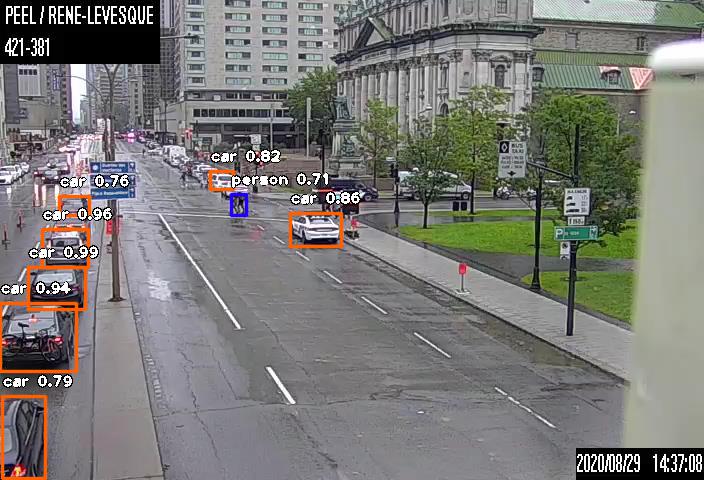 PEEL / RENE-LEVESQUE
421-381
car 0.82
person 0.71
car 0.76
car 0.86
car 0.96
car 0.99
car 0.94
car 0.79
BUS
2020/08/29 14:37:08